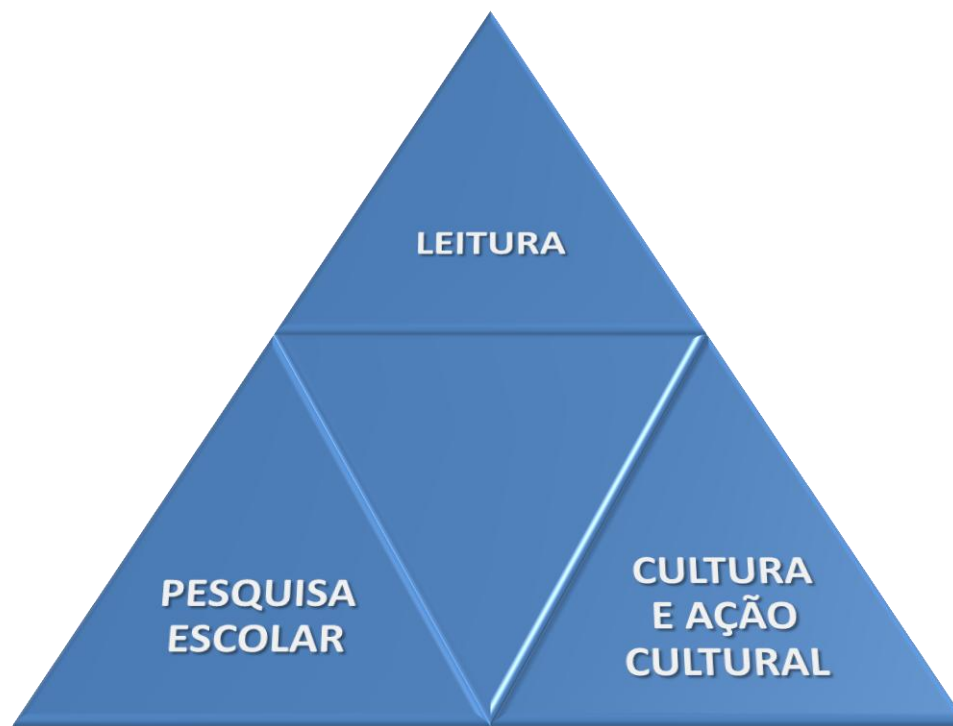 LEITURA
PESQUISA
ESCOLAR
CULTURA
E AÇÃO
CULTURAL